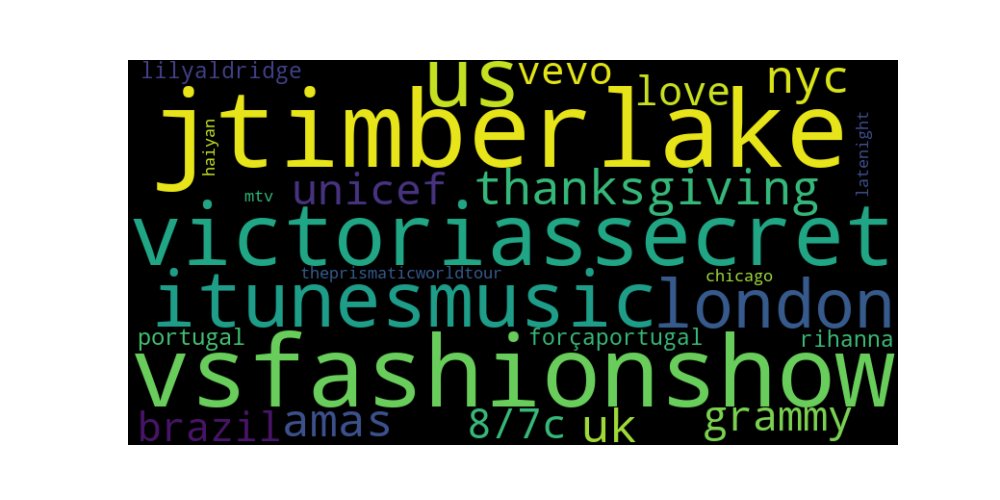 lilyaldridge us vevo love nyc
jtimberlake
haiyan
latenight
mtv unicef thanksgiving
victoriassecret
theprismaticworldtour chicago
itunesmusic london
portugal forçaportugal rihanna
vsfashionshow
brazil amas 8/7c uk grammy